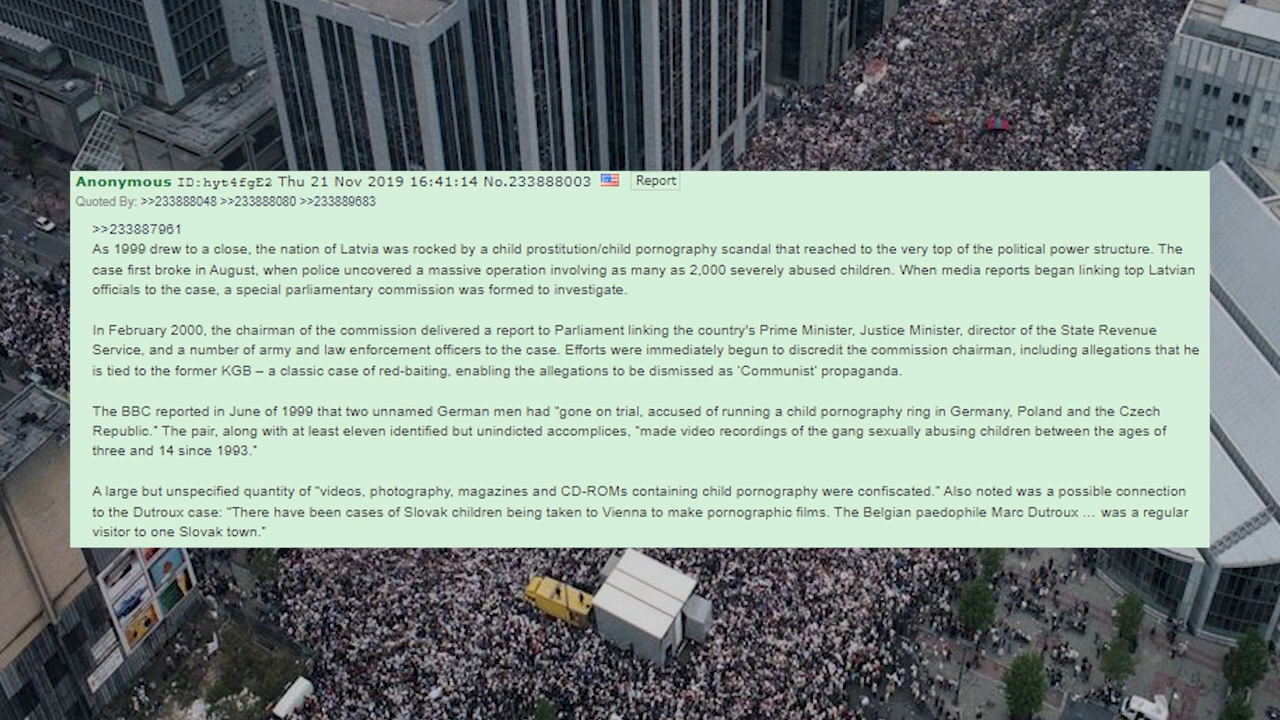 Anonymous ID:hyt4fgE2 Thu 21 Nov 2019 16:41:14 No.233888003 Report
Quoted By: >>233888048 >>233888080 >>233889683
>>233887961
As 1999 drew to a close, the nation of Latvia was rocked by a child prostitution/child pornography scandal that reached to the very top of the political power structure. The
case first broke in August, when police uncovered a massive operation involving as many as 2,000 severely abused children. When media reports began linking top Latvian
officials to the case, a special parliamentary commission was formed to investigate.
In February 2000, the chairman of the commission delivered a report to Parliament linking the country's Prime Minister, Justice Minister, director of the State Revenue
Service, and a number of army and law enforcement officers to the case. Efforts were immediately begun to discredit the commission chairman, including allegations that he
is tied to the former KGB – a classic case of red-baiting, enabling the allegations to be dismissed as 'Communist' propaganda.
The BBC reported in June of 1999 that two unnamed German men had “gone on trial, accused of running a child pornography ring in Germany, Poland and the Czech
Republic.” The pair, along with at least eleven identified but unindicted accomplices, “made video recordings of the gang sexually abusing children between the ages of
three and 14 since 1993.”
A large but unspecified quantity of “videos, photography, magazines and CD-ROMs containing child pornography were confiscated.” Also noted was a possible connection
to the Dutroux case: “There have been cases of Slovak children being taken to Vienna to make pornographic films. The Belgian paedophile Marc Dutroux … was a regular
visitor to one Slovak town.”